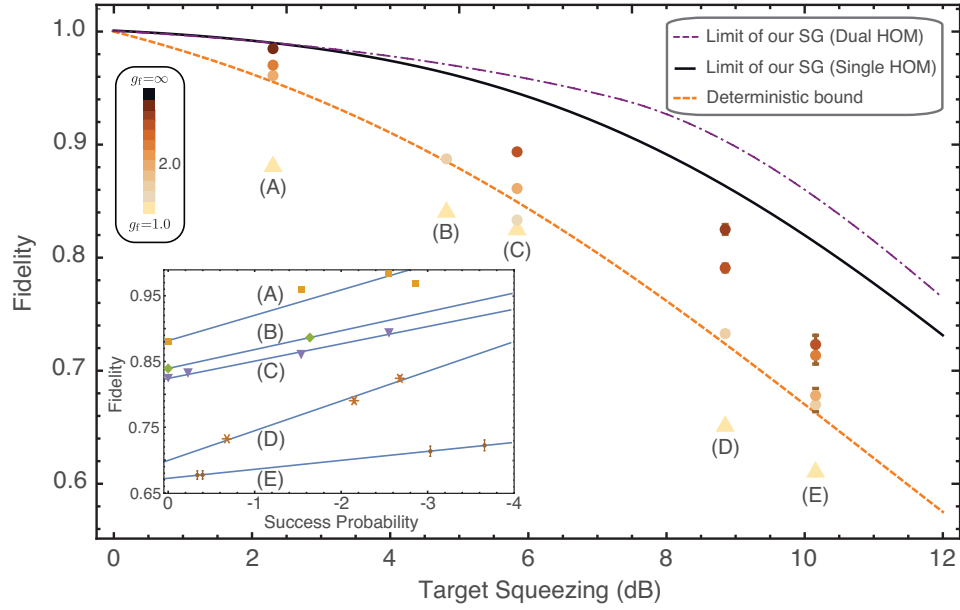 Limit of our SG (Dual HOM)
Limit of our SG (Single HOM)
Deterministic bound
g_f=∞
2.0
g_f=1.0
1.0
0.9
0.8
0.7
0.6
Fidelity
(A)
(B)
(C)
(D)
(E)
0.95
0.85
0.75
0.65
Fidelity
(A)
(B)
(C)
(D)
(E)
0 -1 -2 -3 -4
Success Probability
0 2 4 6 8 10 12
Target Squeezing (dB)